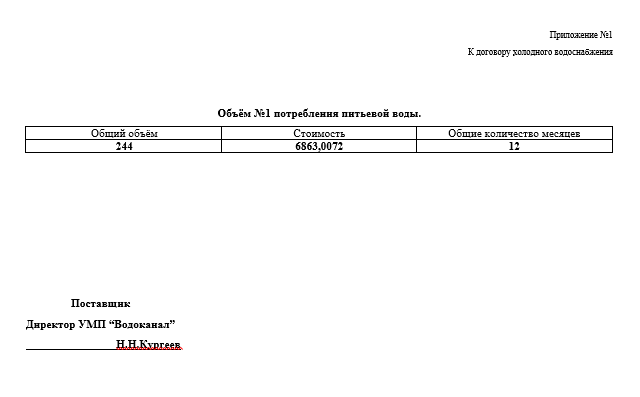 Приложение №1
К договору холодного водоснабжения
Объём №1 потребления питьевой воды.
Общий объём Стоимость Общие количество месяцев
244 6863,0072 12
Поставщик
Директор УМП “Водоканал”
Н.Н.Кургеев